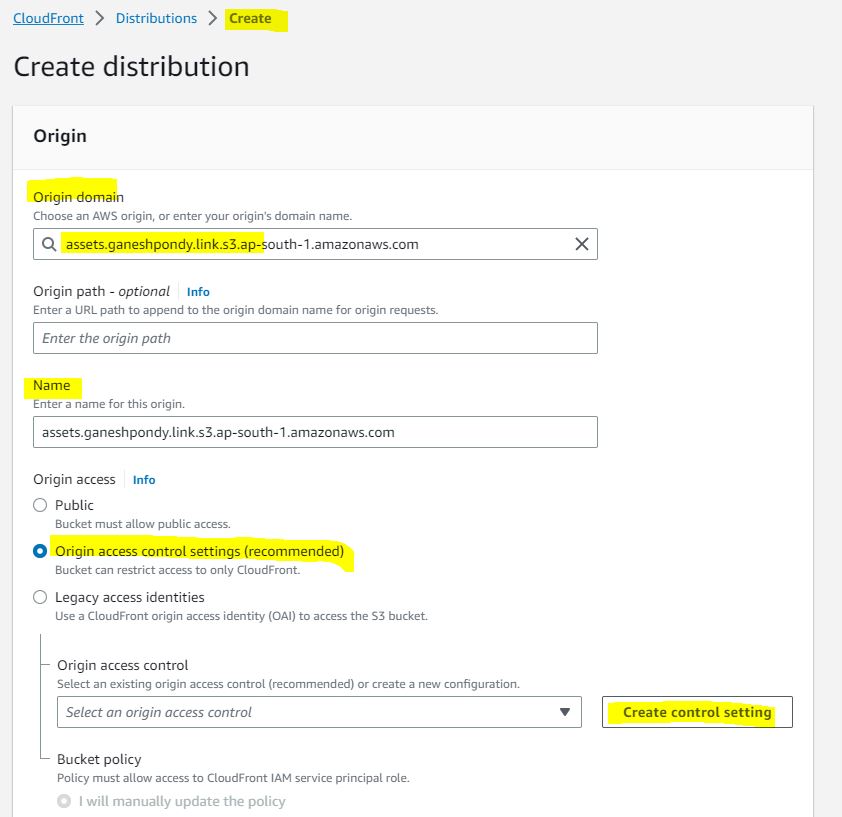 CloudFront > Distributions > Create
Create distribution
Origin
Origin domain
Choose an AWS origin, or enter your origin's domain name.
assets.ganeshpondy.link.s3.ap-south-1.amazonaws.com
Origin path - optional Info
Enter a URL path to append to the origin domain name for origin requests.
Enter the origin path
Name
Enter a name for this origin.
assets.ganeshpondy.link.s3.ap-south-1.amazonaws.com
Origin access Info
Public
Bucket must allow public access.
Origin access control settings (recommended)
Bucket can restrict access to only CloudFront.
Legacy access identities
Use a CloudFront origin access identity (OAI) to access the S3 bucket.
Origin access control
Select an existing origin access control (recommended) or create a new configuration.
Select an origin access control Create control setting
Bucket policy
Policy must allow access to CloudFront IAM service principal role.
I will manually update the policy